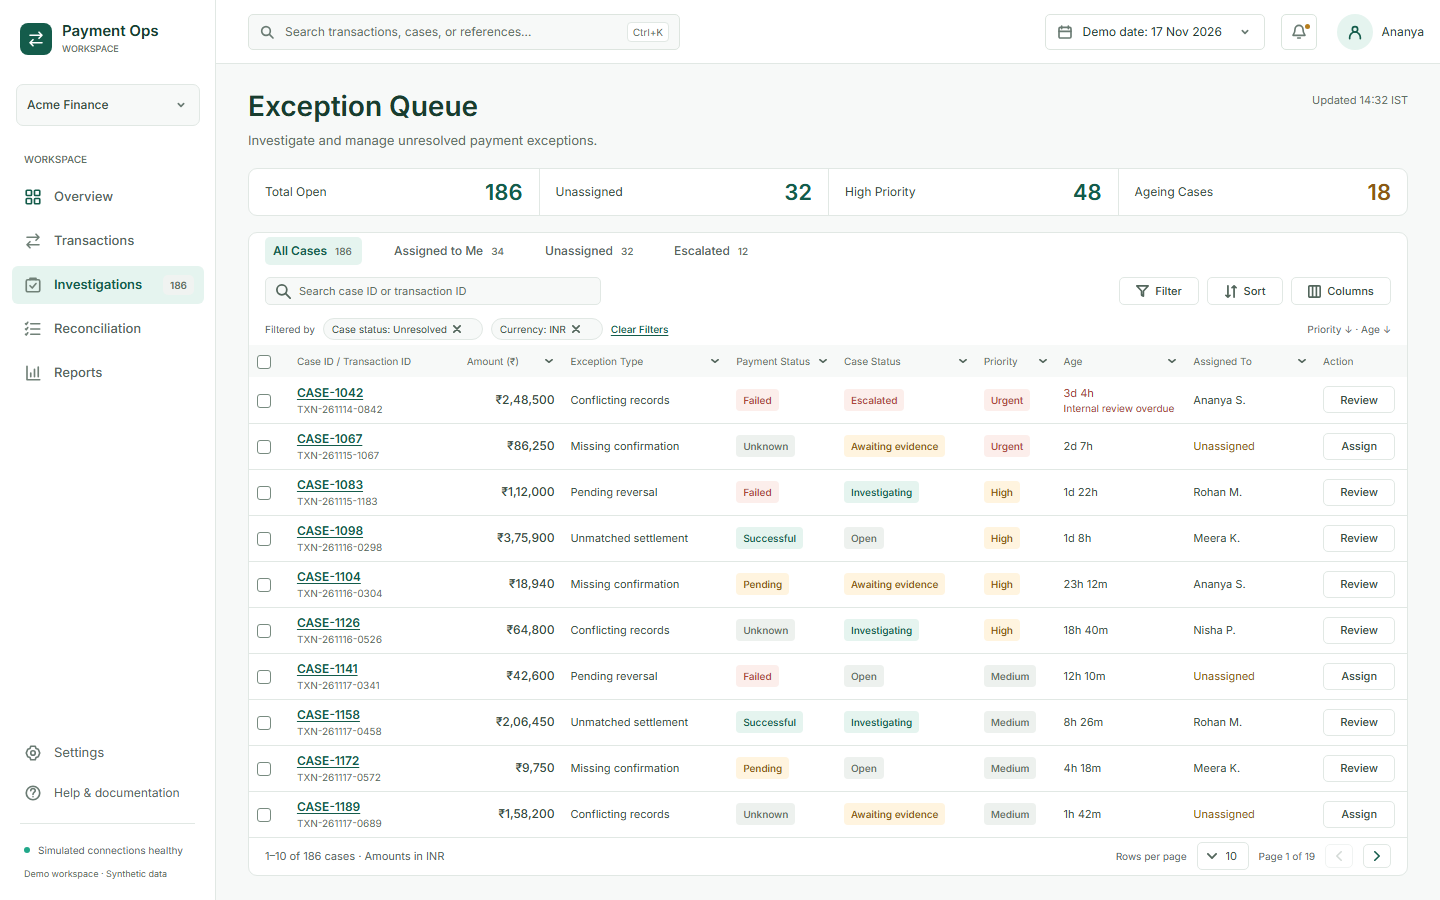 Payment Ops
WORKSPACE
Search transactions, cases, or references...
Ctrl+K
Demo date: 17 Nov 2026
Ananya
Acme Finance
WORKSPACE
Overview
Transactions
Investigations 186
Reconciliation
Reports
Settings
Help & documentation
Simulated connections healthy
Demo workspace · Synthetic data
Exception Queue
Updated 14:32 IST
Investigate and manage unresolved payment exceptions.
Total Open 186
Unassigned 32
High Priority 48
Ageing Cases 18
All Cases 186 Assigned to Me 34 Unassigned 32 Escalated 12
Search case ID or transaction ID
Filter Sort Columns
Filtered by Case status: Unresolved Currency: INR Clear Filters Priority ↓ · Age ↓
Case ID / Transaction ID Amount (₹) Exception Type Payment Status Case Status Priority Age Assigned To Action
CASE-1042 ₹2,48,500 Conflicting records Failed Escalated Urgent 3d 4h Ananya S. Review
TXN-261114-0842 Internal review overdue
CASE-1067 ₹86,250 Missing confirmation Unknown Awaiting evidence Urgent 2d 7h Unassigned Assign
TXN-261115-1067
CASE-1083 ₹1,12,000 Pending reversal Failed Investigating High 1d 22h Rohan M. Review
TXN-261115-1183
CASE-1098 ₹3,75,900 Unmatched settlement Successful Open High 1d 8h Meera K. Review
TXN-261116-0298
CASE-1104 ₹18,940 Missing confirmation Pending Awaiting evidence High 23h 12m Ananya S. Review
TXN-261116-0304
CASE-1126 ₹64,800 Conflicting records Unknown Investigating High 18h 40m Nisha P. Review
TXN-261116-0526
CASE-1141 ₹42,600 Pending reversal Failed Open Medium 12h 10m Unassigned Assign
TXN-261117-0341
CASE-1158 ₹2,06,450 Unmatched settlement Successful Investigating Medium 8h 26m Rohan M. Review
TXN-261117-0458
CASE-1172 ₹9,750 Missing confirmation Pending Open Medium 4h 18m Meera K. Review
TXN-261117-0572
CASE-1189 ₹1,58,200 Conflicting records Unknown Awaiting evidence Medium 1h 42m Unassigned Assign
TXN-261117-0689
1–10 of 186 cases · Amounts in INR
Rows per page 10 Page 1 of 19